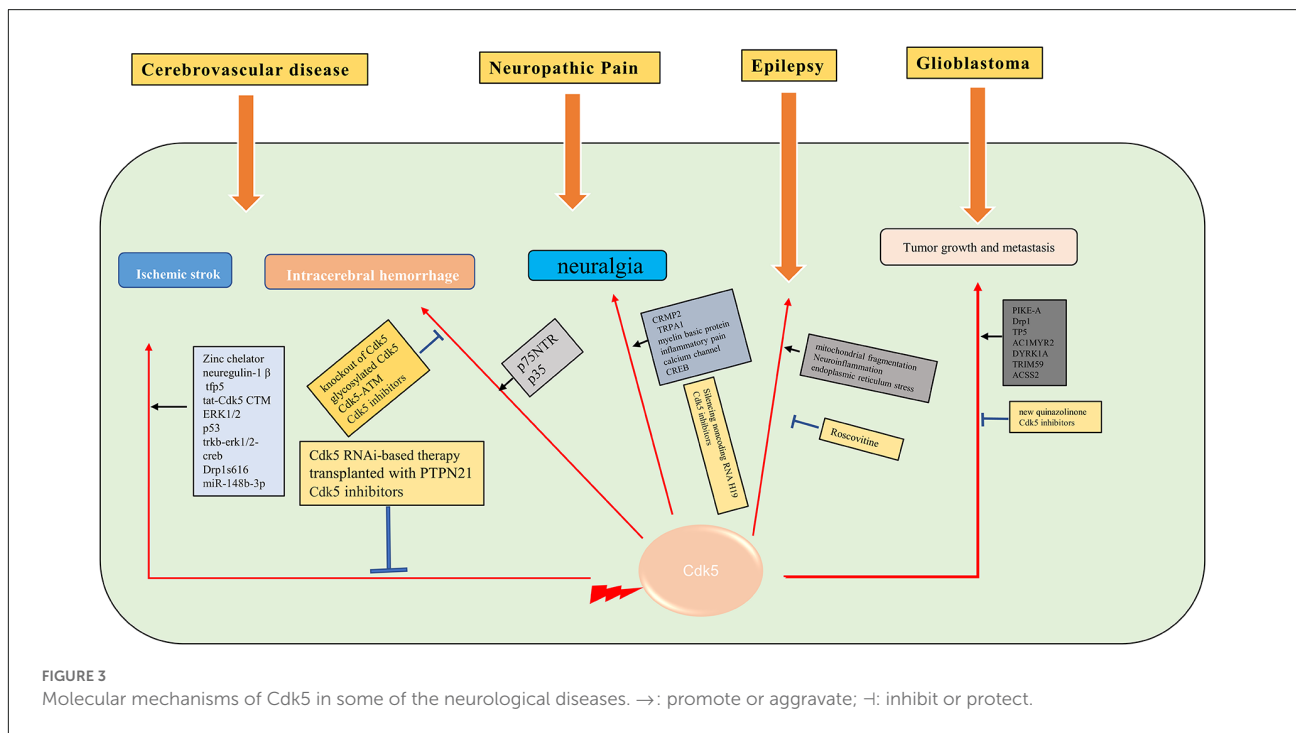 Cerebrovascular disease
Neuropathic Pain
Epilepsy
Glioblastoma
Ischemic strok
Intracerebral hemorrhage
neuralgia
Tumor growth and metastasis
Zinc chelator
neuregulin-1 β
tfp5
tat-Cdk5 CTM
ERK1/2
p53
trkb-erk1/2-
creb
Drp1s616
miR-148b-3p
knockout of Cdk5
glycosylated Cdk5
Cdk5-ATM
Cdk5 inhibitors
Cdk5 RNAi-based therapy
transplanted with PTPN21
Cdk5 inhibitors
p75NTR
p35
CRMP2
TRPA1
myelin basic protein
inflammatory pain
calcium channel
CREB
Silencing noncoding RNA H19
Cdk5 inhibitors
mitochondrial fragmentation
Neuroinflammation
endoplasmic reticulum stress
Roscovitine
PIKE-A
Drp1
TP5
AC1MYR2
DYRK1A
TRIM59
ACSS2
new quinazolinone
Cdk5 inhibitors
Cdk5
FIGURE 3
Molecular mechanisms of Cdk5 in some of the neurological diseases. →: promote or aggravate; ⊣: inhibit or protect.